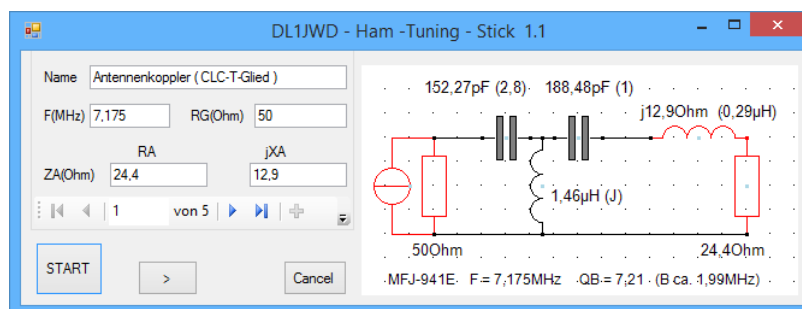 DL1JWD - Ham -Tuning - Stick 1.1
Name Antennenkoppler ( CLC-T-Glied )
F(MHz) 7,175 RG(Ohm) 50
RA jXA
ZA(Ohm) 24,4 12,9
1 von 5
START > Cancel
152,27pF (2,8) 188,48pF (1)
j12,9Ohm (0,29µH)
1,46µH (J)
50Ohm 24,4Ohm
MFJ-941E F = 7,175MHz QB = 7,21 (B ca. 1,99MHz)